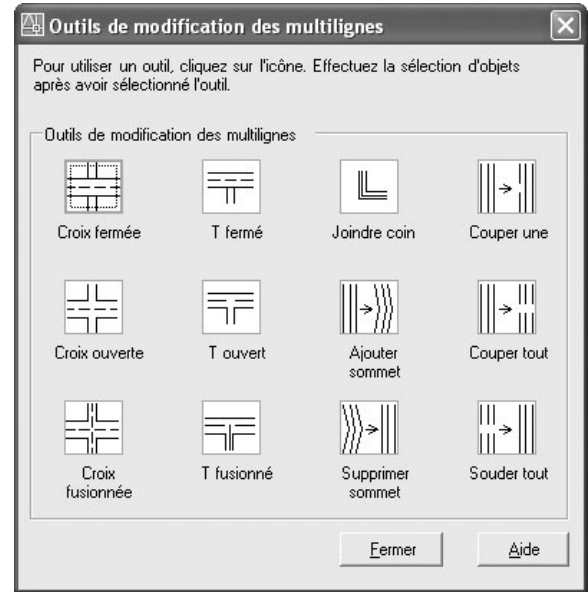 Outils de modification des multilignes
Pour utiliser un outil, cliquez sur l'icône. Effectuez la sélection d'objets
après avoir sélectionné l'outil.
Outils de modification des multilignes
Croix fermée
T fermé
Joindre coin
Couper une
Croix ouverte
T ouvert
Ajouter
sommet
Couper tout
Croix
fusionnée
T fusionné
Supprimer
sommet
Souder tout
Fermer
Aide